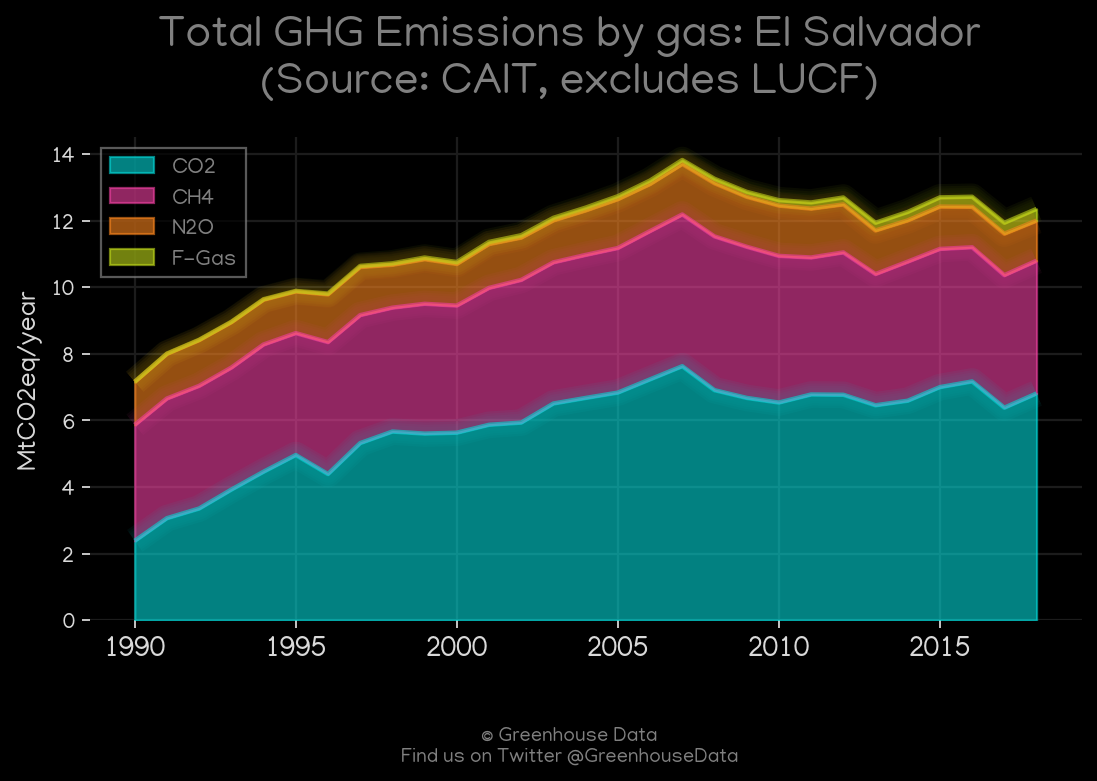 Total GHG Emissions by gas: El Salvador
(Source: CAIT, excludes LUCF)
CO2
CH4
N2O
F-Gas
MtCO2eq/year
14
12
10
8
6
4
2
0
1990 1995 2000 2005 2010 2015
© Greenhouse Data
Find us on Twitter @GreenhouseData